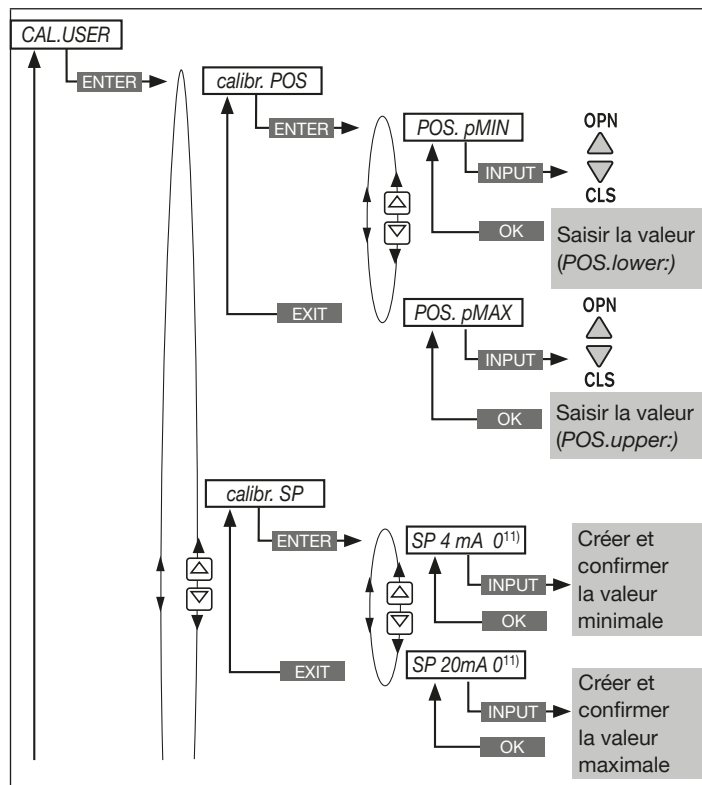 CAL.USER
ENTER
calibr. POS
ENTER
POS. pMIN
INPUT
OPN
CLS
OK
Saisir la valeur
(POS.lower:)
EXIT
POS. pMAX
INPUT
OPN
CLS
OK
Saisir la valeur
(POS.upper:)
calibr. SP
ENTER
SP 4 mA 0¹¹⁾
INPUT
OK
Créer et
confirmer
la valeur
minimale
EXIT
SP 20mA 0¹¹⁾
INPUT
OK
Créer et
confirmer
la valeur
maximale